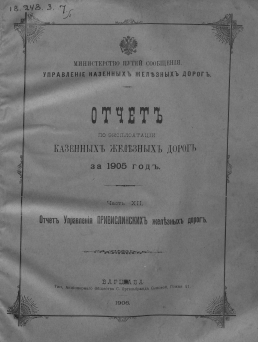 МИНИСТЕРСТВО ПУТЕЙ СООБЩЕНІЯ.
УПРАВЛЕНІЕ КАЗЕННЫХЪ ЖЕЛѢЗНЫХЪ ДОРОГЪ.
ОТЧЕТЪ
ПО ЭКСПЛОАТАЦІИ
КАЗЕННЫХЪ ЖЕЛѢЗНЫХЪ ДОРОГЪ
за 1905 годъ.
Часть XII.
Отчетъ Управленія ПРИВИСЛИНСКИХЪ желѣзныхъ дорогъ.
ВАРШАВА.
1906.